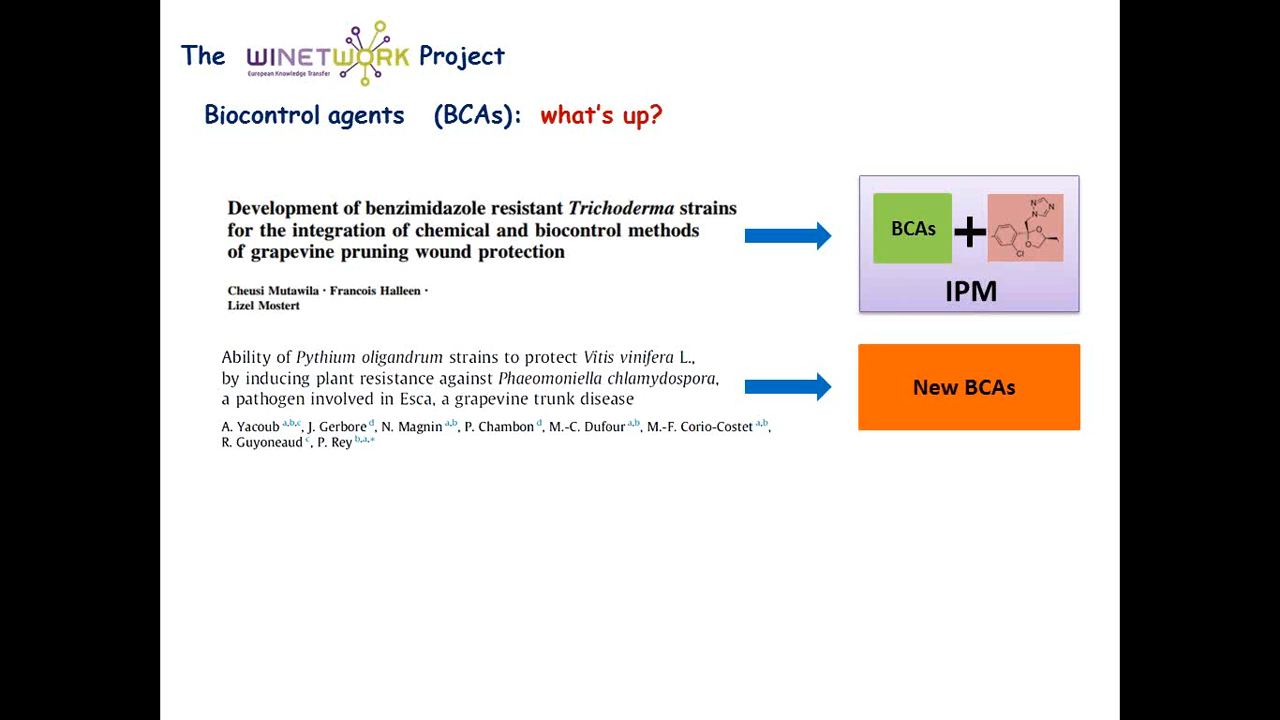 The WINETWORK Project
European Knowledge Transfer
Biocontrol agents (BCAs): what's up?
Development of benzimidazole resistant Trichoderma strains
for the integration of chemical and biocontrol methods
of grapevine pruning wound protection
Cheusi Mutawila · Francois Halleen ·
Lizel Mostert
BCAs + N N N O O Cl
IPM
Ability of Pythium oligandrum strains to protect Vitis vinifera L.,
by inducing plant resistance against Phaeomoniella chlamydospora,
a pathogen involved in Esca, a grapevine trunk disease
A. Yacoub a,b,c, J. Gerbore d, N. Magnin a,b, P. Chambon d, M.-C. Dufour a,b, M.-F. Corio-Costet a,b,
R. Guyoneaud c, P. Rey b,a,*
New BCAs